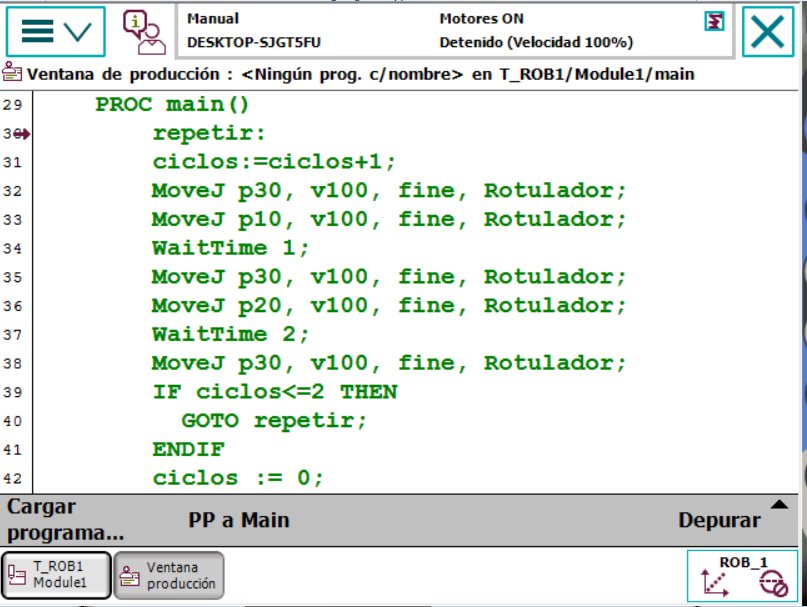 Manual
DESKTOP-SJGT5FU
Motores ON
Detenido (Velocidad 100%)
Ventana de producción : <Ningún prog. c/nombre> en T_ROB1/Module1/main
29 PROC main()
30 repetir:
31 ciclos:=ciclos+1;
32 MoveJ p30, v100, fine, Rotulador;
33 MoveJ p10, v100, fine, Rotulador;
34 WaitTime 1;
35 MoveJ p30, v100, fine, Rotulador;
36 MoveJ p20, v100, fine, Rotulador;
37 WaitTime 2;
38 MoveJ p30, v100, fine, Rotulador;
39 IF ciclos<=2 THEN
40 GOTO repetir;
41 ENDIF
42 ciclos := 0;
Cargar
programa...
PP a Main
Depurar
T_ROB1
Module1
Ventana
producción
ROB_1